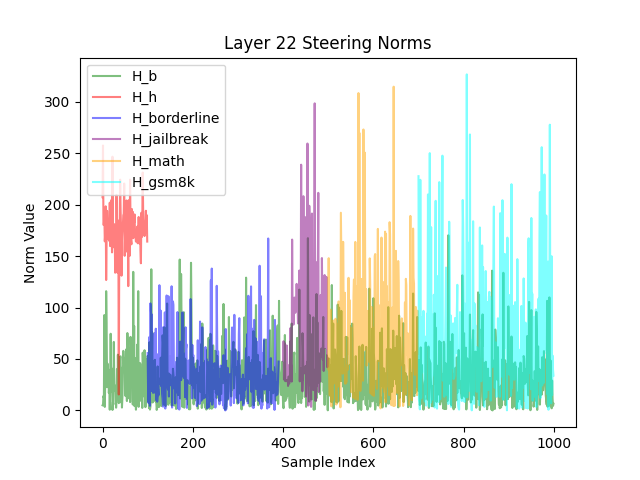 Layer 22 Steering Norms
Norm Value
300
250
200
150
100
50
0
H_b
H_h
H_borderline
H_jailbreak
H_math
H_gsm8k
0 200 400 600 800 1000
Sample Index